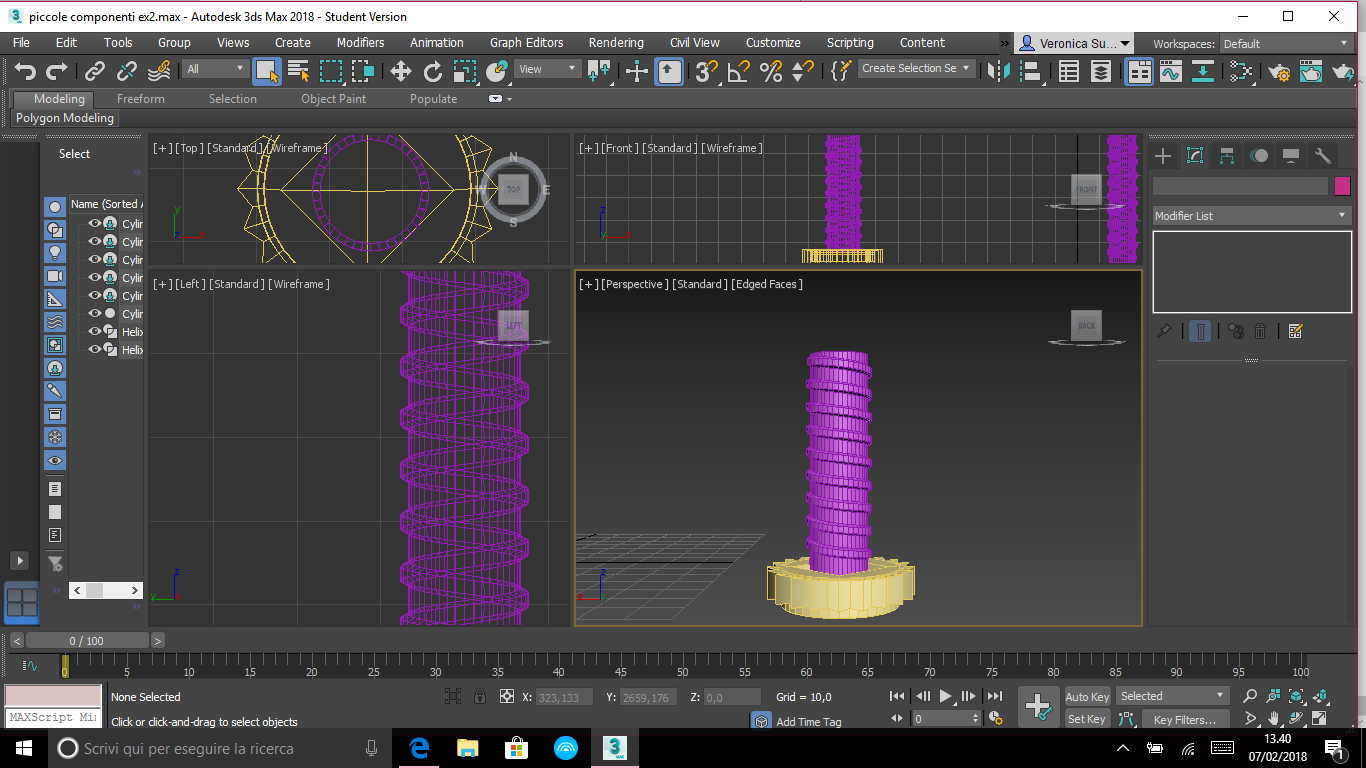 piccole componenti ex2.max - Autodesk 3ds Max 2018 - Student Version
File Edit Tools Group Views Create Modifiers Animation Graph Editors Rendering Civil View Customize Scripting Content » Veronica Su... Workspaces: Default
All View Create Selection Se
Modeling Freeform Selection Object Paint Populate
Polygon Modeling
Select
Name (Sorted A
Cylir
Cylir
Cylir
Cylir
Cylir
Cylir
Helix
Helix
[+] [Top] [Standard] [Wireframe]
N
W TOP E
S
[+] [Front] [Standard] [Wireframe]
FRONT
[+] [Left] [Standard] [Wireframe]
LEFT
[+] [Perspective] [Standard] [Edged Faces]
BACK
Modifier List
0 / 100
0 5 10 15 20 25 30 35 40 45 50 55 60 65 70 75 80 85 90 95 100
None Selected X: 323,133 Y: 2659,176 Z: 0,0 Grid = 10,0 Auto Key Selected
MAXScript Mi
Click or click-and-drag to select objects Add Time Tag 0 Set Key Key Filters...
Scrivi qui per eseguire la ricerca
13.40
07/02/2018